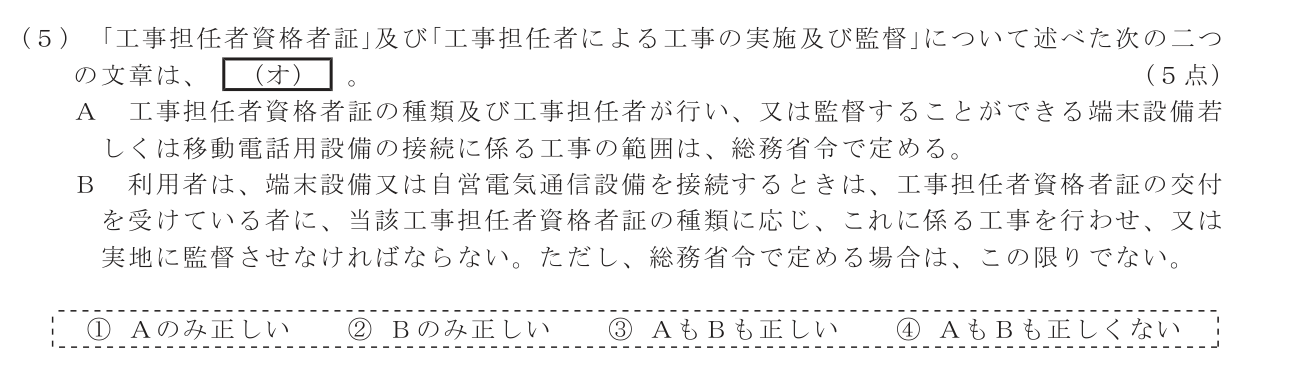 (５) 「工事担任者資格者証」及び「工事担任者による工事の実施及び監督」について述べた次の二つ
の文章は、 (オ) 。 (５点)
Ａ 工事担任者資格者証の種類及び工事担任者が行い、又は監督することができる端末設備若
しくは移動電話用設備の接続に係る工事の範囲は、総務省令で定める。
Ｂ 利用者は、端末設備又は自営電気通信設備を接続するときは、工事担任者資格者証の交付
を受けている者に、当該工事担任者資格者証の種類に応じ、これに係る工事を行わせ、又は
実地に監督させなければならない。ただし、総務省令で定める場合は、この限りでない。
① Ａのみ正しい ② Ｂのみ正しい ③ ＡもＢも正しい ④ ＡもＢも正しくない